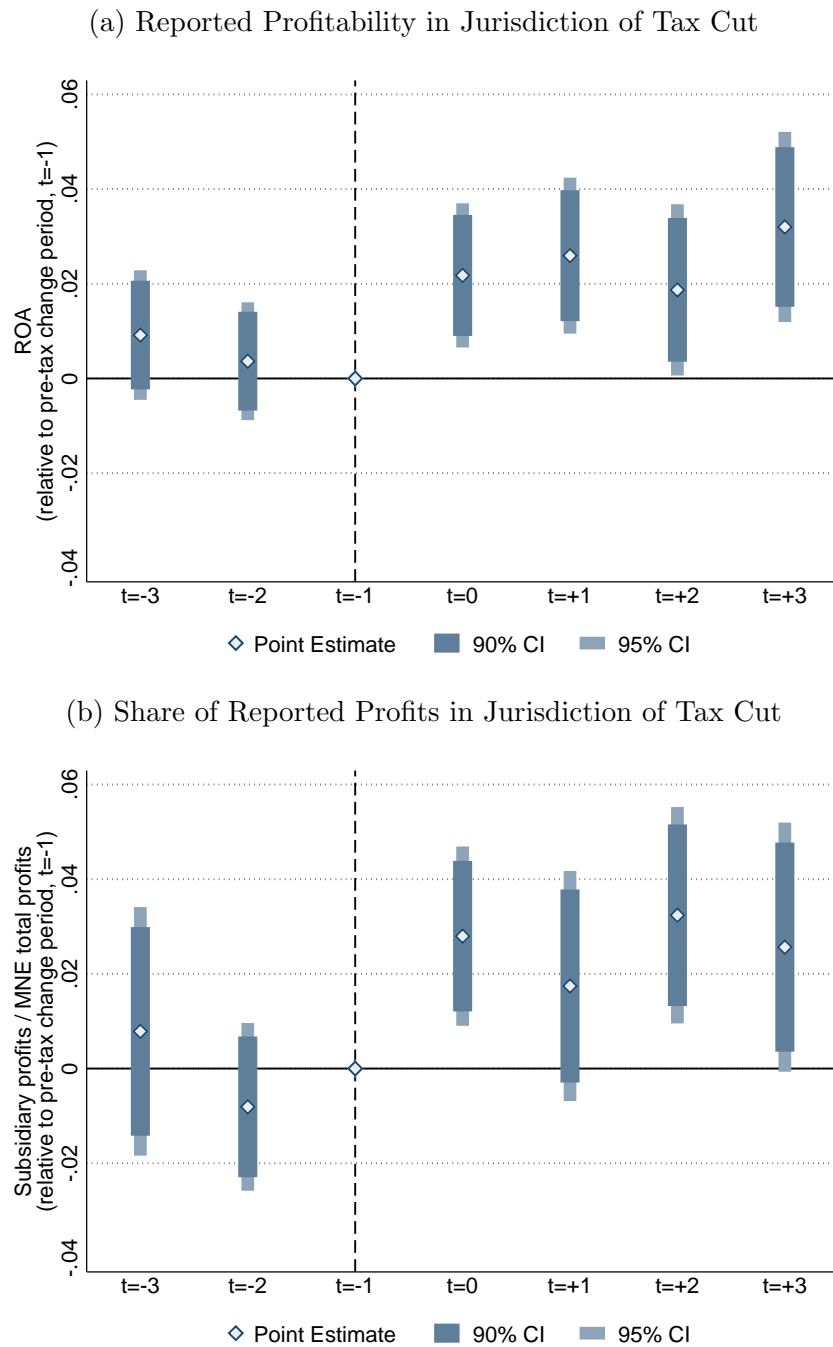 (a) Reported Profitability in Jurisdiction of Tax Cut
ROA
(relative to pre-tax change period, t=-1)
.06
.04
.02
0
-.02
-.04
t=-3 t=-2 t=-1 t=0 t=+1 t=+2 t=+3
Point Estimate 90% CI 95% CI
(b) Share of Reported Profits in Jurisdiction of Tax Cut
Subsidiary profits / MNE total profits
(relative to pre-tax change period, t=-1)
.06
.04
.02
0
-.02
-.04
t=-3 t=-2 t=-1 t=0 t=+1 t=+2 t=+3
Point Estimate 90% CI 95% CI